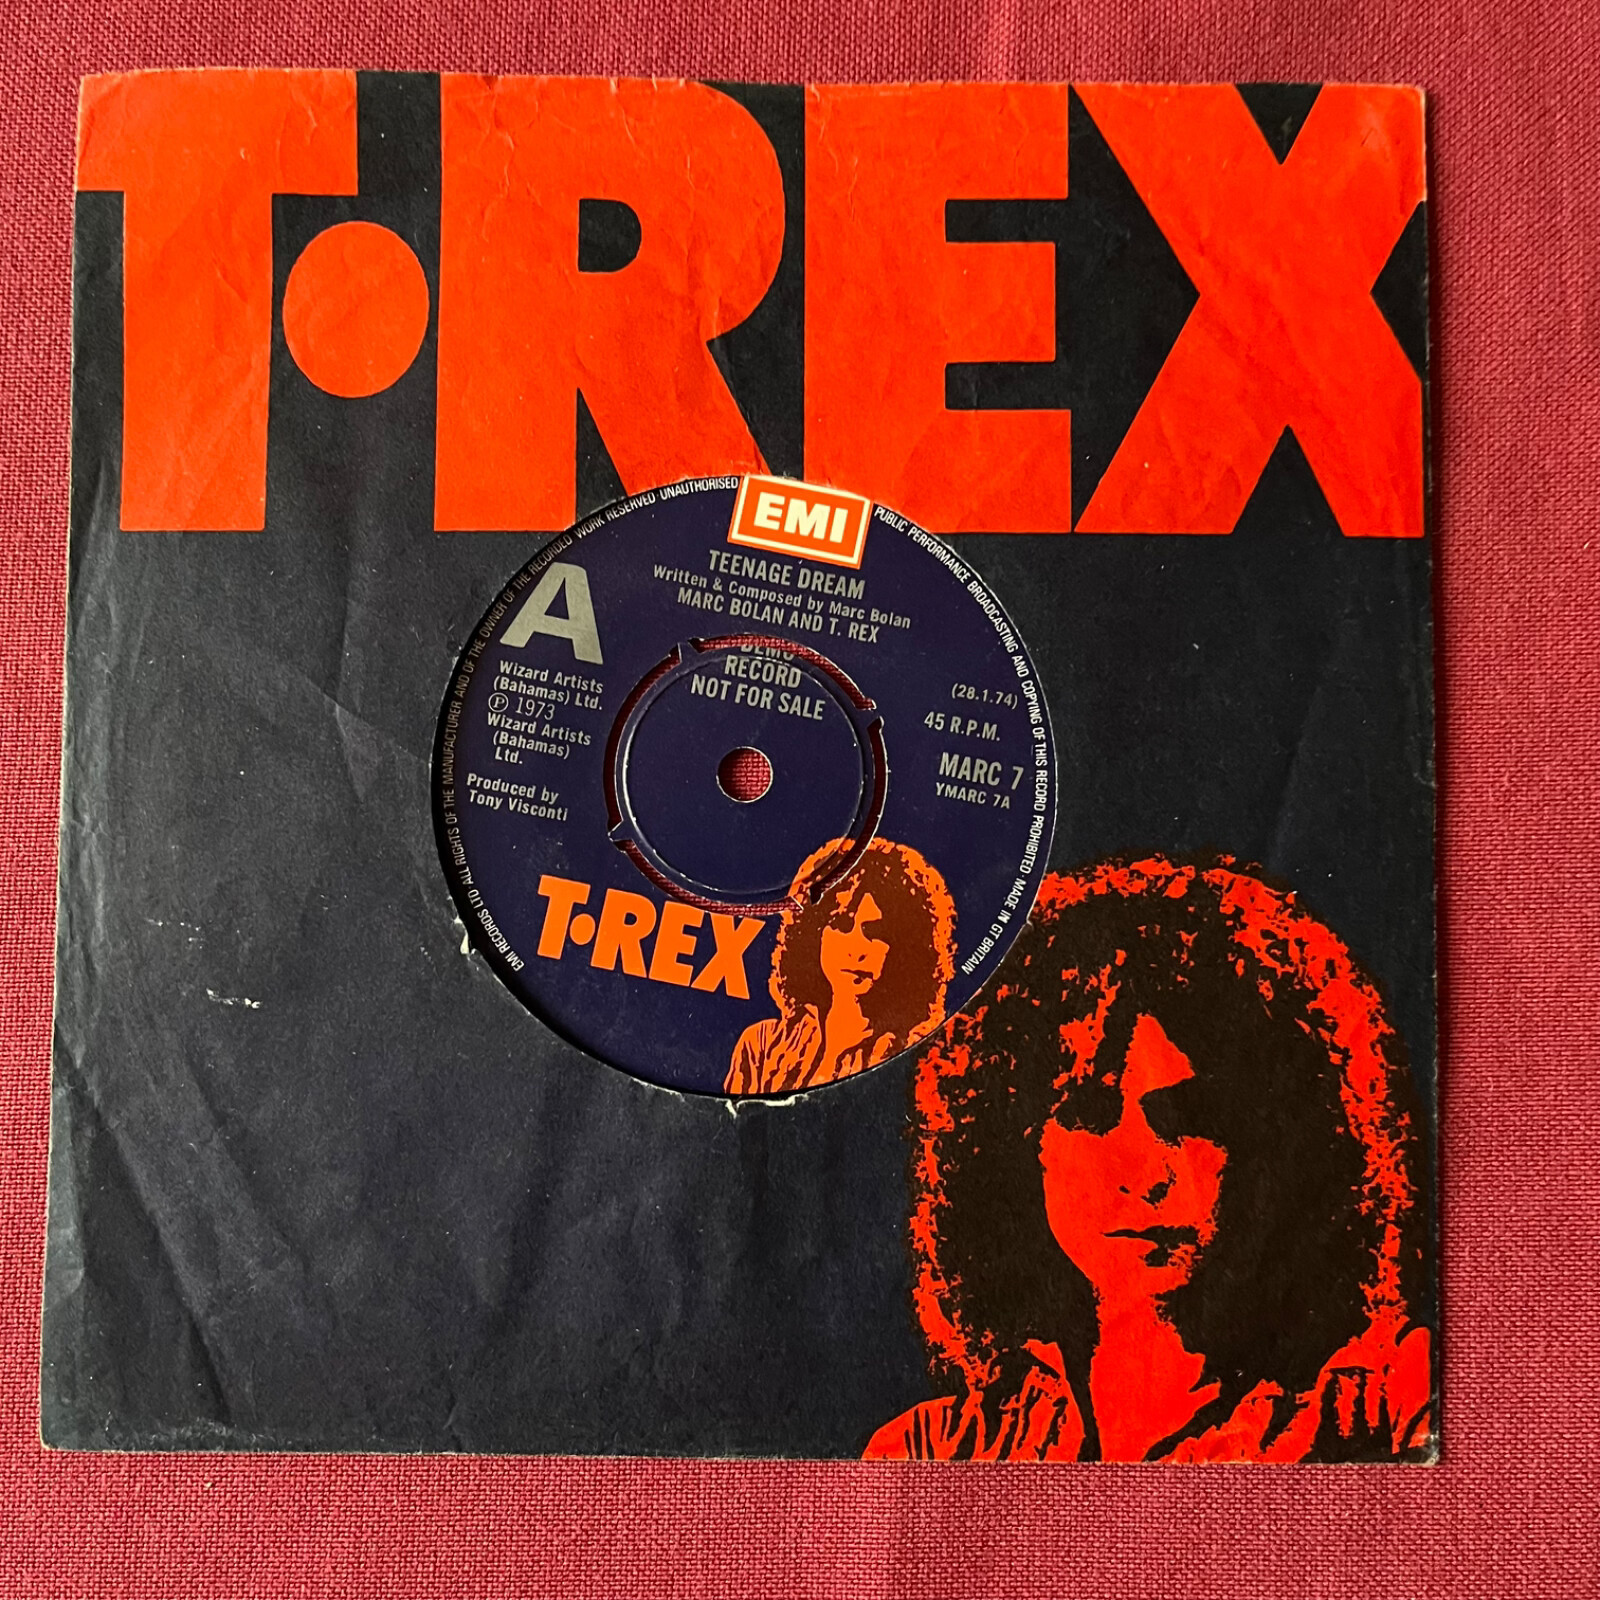 T·REX
EMI
ALL RIGHTS OF THE MANUFACTURER AND OF THE OWNER OF THE RECORDED WORK RESERVED·UNAUTHORISED
PUBLIC PERFORMANCE BROADCASTING AND COPYING OF THIS RECORD PROHIBITED·MADE IN GT BRITAIN
EMI RECORDS LTD
A
TEENAGE DREAM
Written & Composed by Marc Bolan
MARC BOLAN AND T. REX
DEMO
RECORD
NOT FOR SALE
Wizard Artists
(Bahamas) Ltd.
Ⓟ 1973
Wizard Artists
(Bahamas)
Ltd.
Produced by
Tony Visconti
(28.1.74)
45 R.P.M.
MARC 7
YMARC 7A
T·REX